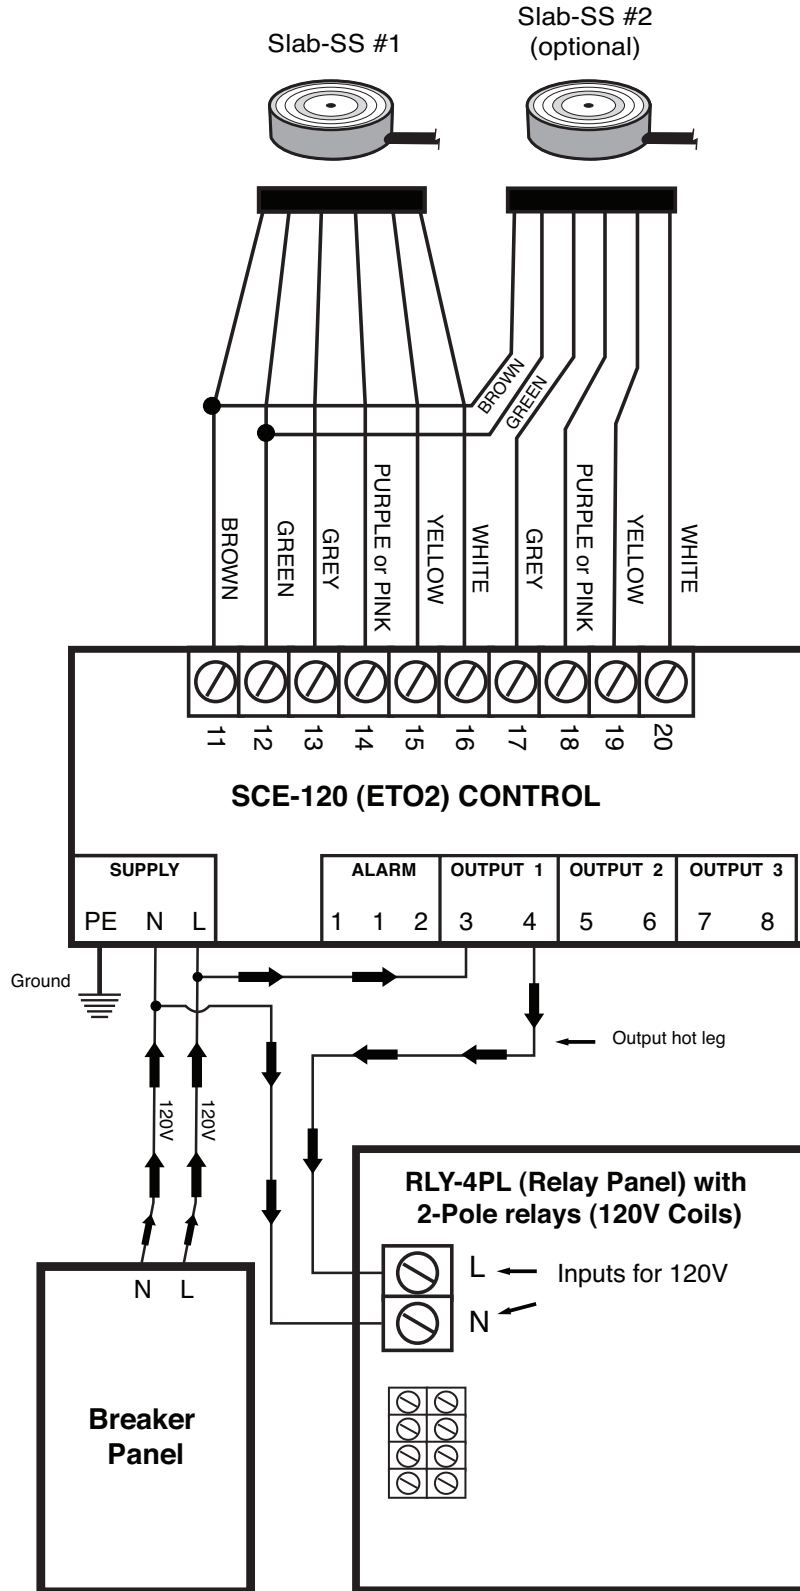 Slab-SS #1
Slab-SS #2
(optional)
BROWN
GREEN
BROWN
GREEN
GREY
PURPLE or PINK
YELLOW
WHITE
GREY
PURPLE or PINK
YELLOW
WHITE
11 12 13 14 15 16 17 18 19 20
SCE-120 (ETO2) CONTROL
SUPPLY ALARM OUTPUT 1 OUTPUT 2 OUTPUT 3
PE N L 1 1 2 3 4 5 6 7 8
Ground
Output hot leg
120V
120V
RLY-4PL (Relay Panel) with
2-Pole relays (120V Coils)
L Inputs for 120V
N
N L
Breaker
Panel